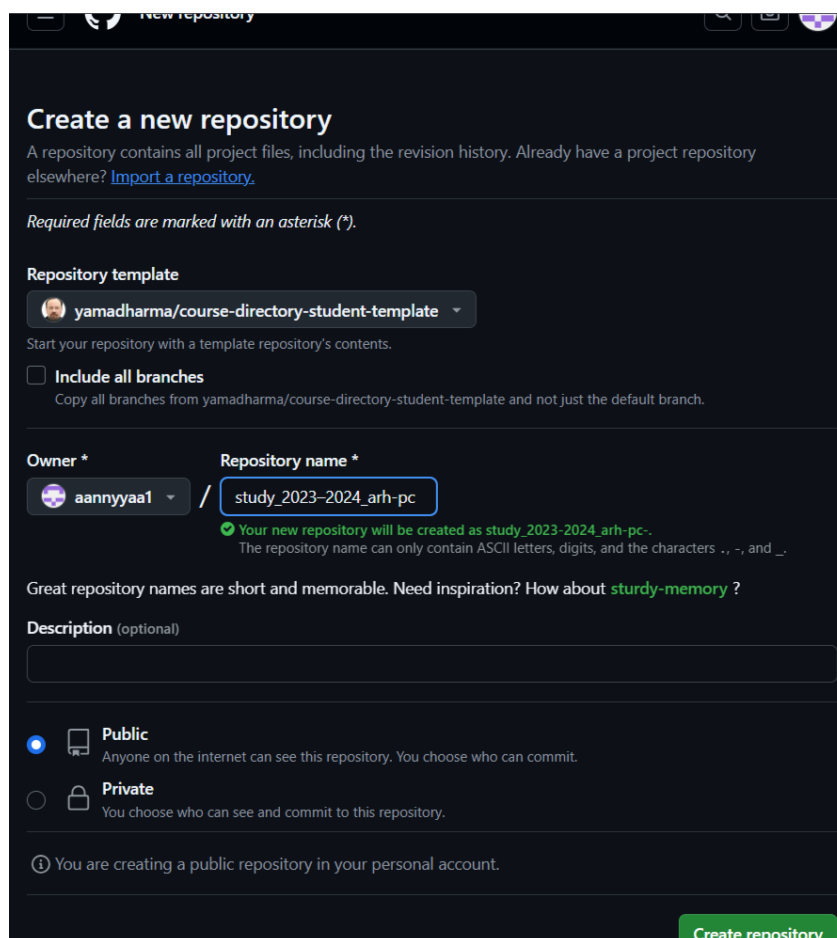 New repository
Create a new repository
A repository contains all project files, including the revision history. Already have a project repository
elsewhere? Import a repository.
Required fields are marked with an asterisk (*).
Repository template
yamadharma/course-directory-student-template
Start your repository with a template repository's contents.
Include all branches
Copy all branches from yamadharma/course-directory-student-template and not just the default branch.
Owner *
Repository name *
aannyyaa1
/
study_2023–2024_arh-pc
Your new repository will be created as study_2023-2024_arh-pc-.
The repository name can only contain ASCII letters, digits, and the characters ., -, and _.
Great repository names are short and memorable. Need inspiration? How about sturdy-memory ?
Description (optional)
Public
Anyone on the internet can see this repository. You choose who can commit.
Private
You choose who can see and commit to this repository.
You are creating a public repository in your personal account.
Create repository